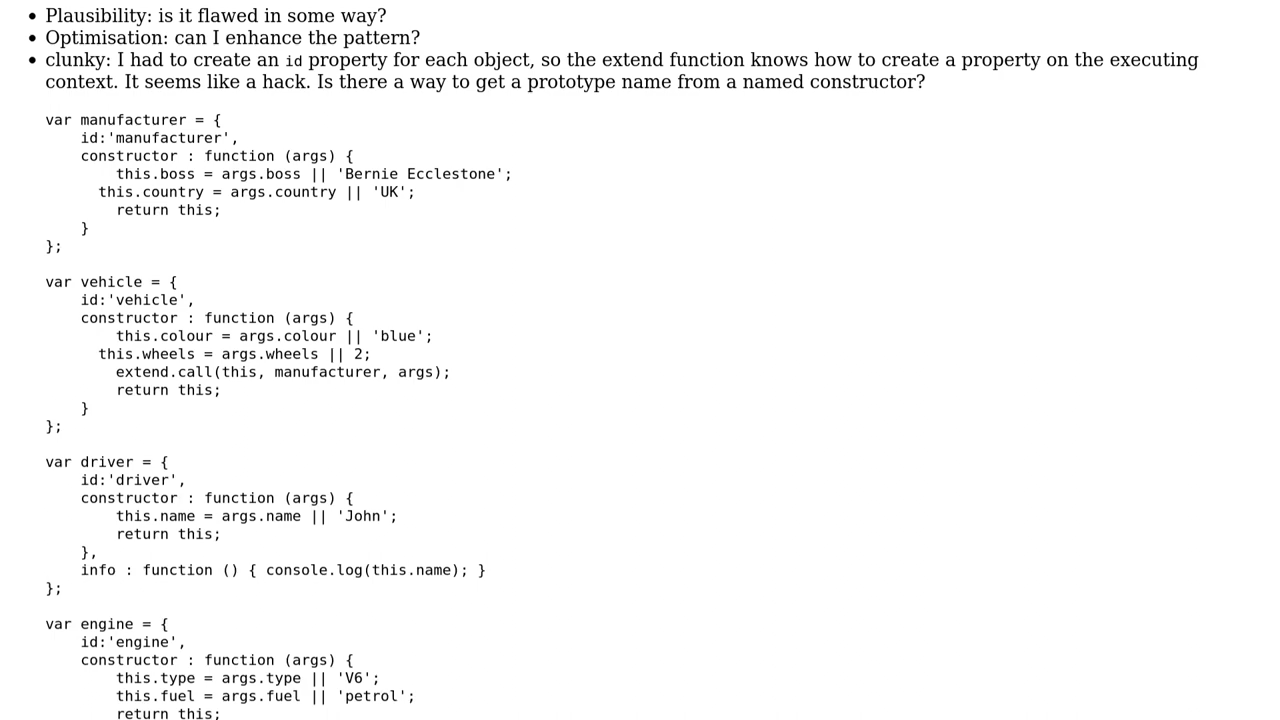 • Plausibility: is it flawed in some way?
• Optimisation: can I enhance the pattern?
• clunky: I had to create an id property for each object, so the extend function knows how to create a property on the executing
context. It seems like a hack. Is there a way to get a prototype name from a named constructor?
var manufacturer = {
    id:'manufacturer',
    constructor : function (args) {
        this.boss = args.boss || 'Bernie Ecclestone';
      this.country = args.country || 'UK';
        return this;
    }
};
var vehicle = {
    id:'vehicle',
    constructor : function (args) {
        this.colour = args.colour || 'blue';
      this.wheels = args.wheels || 2;
        extend.call(this, manufacturer, args);
        return this;
    }
};
var driver = {
    id:'driver',
    constructor : function (args) {
        this.name = args.name || 'John';
        return this;
    },
    info : function () { console.log(this.name); }
};
var engine = {
    id:'engine',
    constructor : function (args) {
        this.type = args.type || 'V6';
        this.fuel = args.fuel || 'petrol';
        return this;